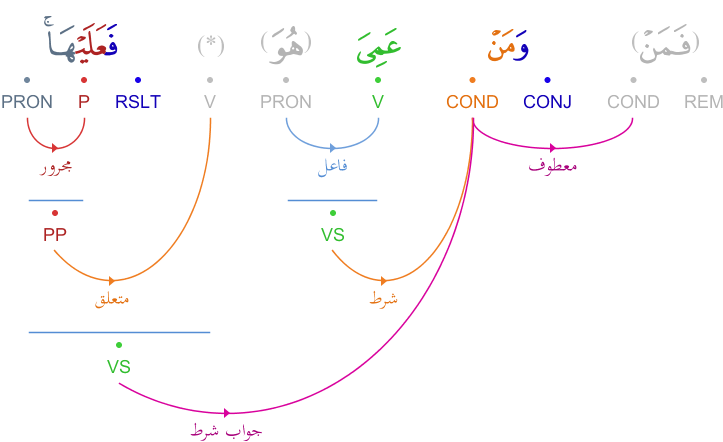 (فَمَنْ) وَمَنْ عَمِىَ (هُوَ) (*) فَعَلَيْهَا ۚ
REM COND CONJ COND V PRON V RSLT P PRON
معطوف فاعل مجرور
VS PP
شرط متعلق
VS
جواب شرط